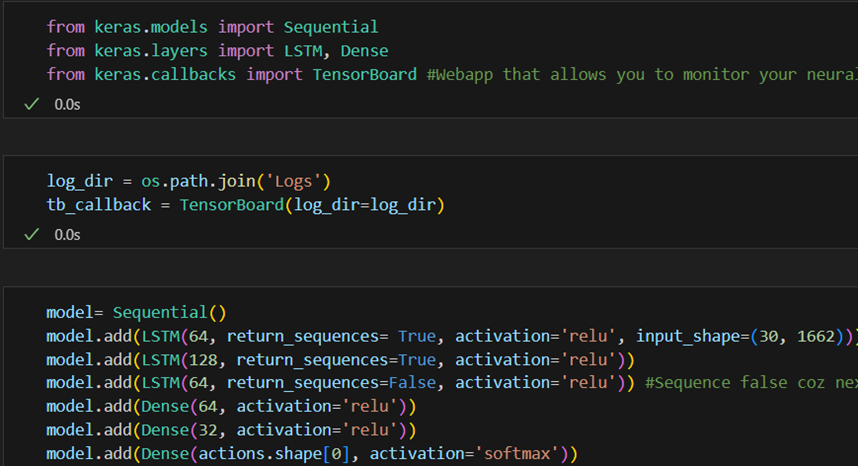 from keras.models import Sequential
from keras.layers import LSTM, Dense
from keras.callbacks import TensorBoard #Webapp that allows you to monitor your neural
0.0s
log_dir = os.path.join('Logs')
tb_callback = TensorBoard(log_dir=log_dir)
0.0s
model= Sequential()
model.add(LSTM(64, return_sequences= True, activation='relu', input_shape=(30, 1662)))
model.add(LSTM(128, return_sequences=True, activation='relu'))
model.add(LSTM(64, return_sequences=False, activation='relu')) #Sequence false coz
model.add(Dense(64, activation='relu'))
model.add(Dense(32, activation='relu'))
model.add(Dense(actions.shape[0], activation='softmax'))